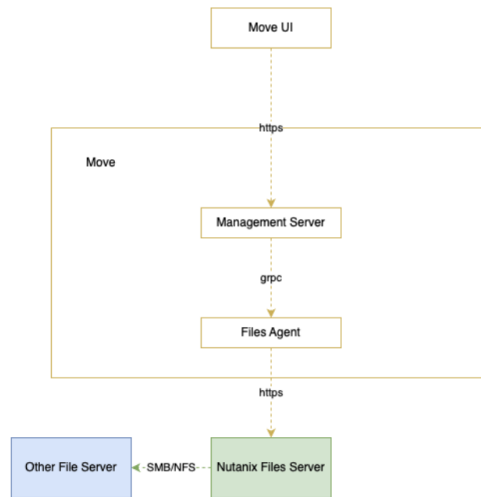 Move UI
https
Move
Management Server
grpc
Files Agent
https
Other File Server
SMB/NFS
Nutanix Files Server